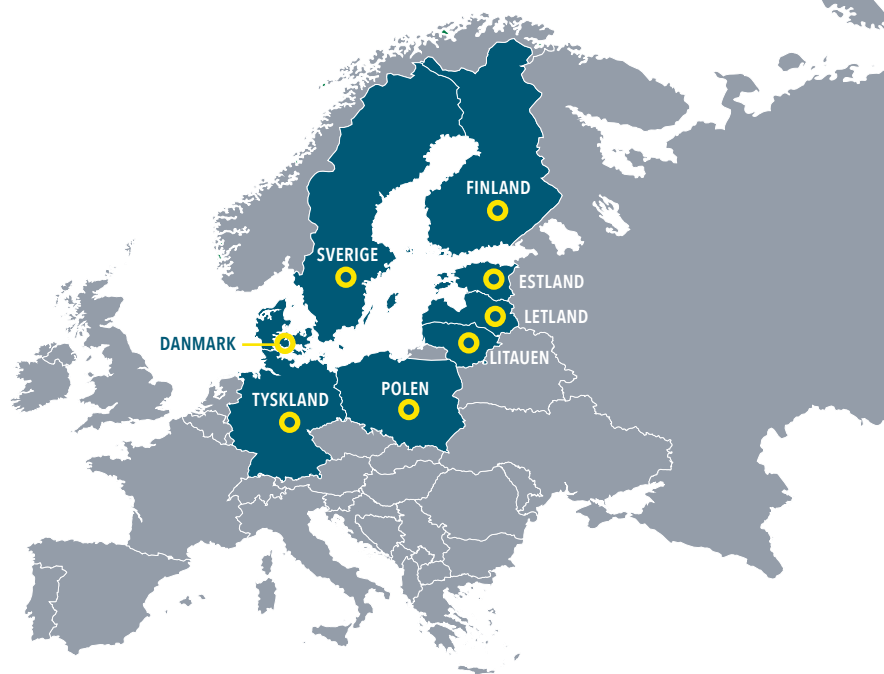 FINLAND
SVERIGE
ESTLAND
LETLAND
DANMARK
LITAUEN
POLEN
TYSKLAND